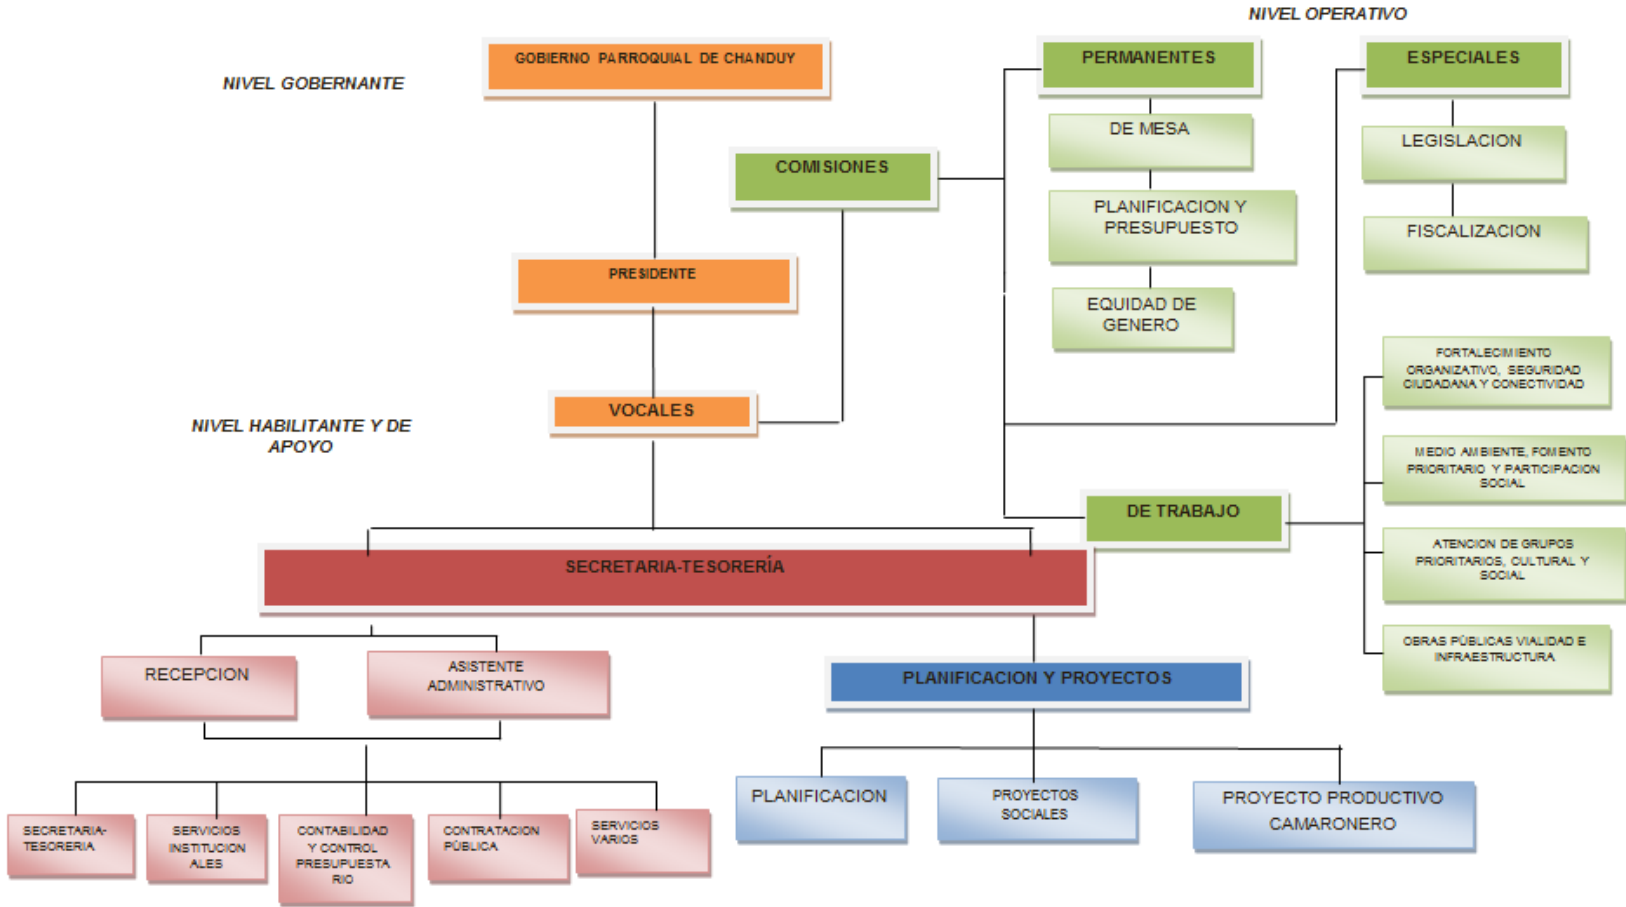 NIVEL OPERATIVO
NIVEL GOBERNANTE
GOBIERNO PARROQUIAL DE CHANDUY
PERMANENTES
ESPECIALES
DE MESA
LEGISLACION
COMISIONES
PLANIFICACION Y
PRESUPUESTO
FISCALIZACION
PRESIDENTE
EQUIDAD DE
GENERO
FORTALECIMIENTO
ORGANIZATIVO, SEGURIDAD
CIUDADANA Y CONECTIVIDAD
VOCALES
NIVEL HABILITANTE Y DE
APOYO
MEDIO AMBIENTE, FOMENTO
PRIORITARIO Y PARTICIPACION
SOCIAL
DE TRABAJO
ATENCION DE GRUPOS
PRIORITARIOS, CULTURAL Y
SOCIAL
SECRETARIA-TESORERÍA
OBRAS PÚBLICAS VIALIDAD E
INFRAESTRUCTURA
RECEPCION
ASISTENTE
ADMINISTRATIVO
PLANIFICACION Y PROYECTOS
PLANIFICACION
PROYECTOS
SOCIALES
PROYECTO PRODUCTIVO
CAMARONERO
SECRETARIA-
TESORERIA
SERVICIOS
INSTITUCION
ALES
CONTABILIDAD
Y CONTROL
PRESUPUESTA
RIO
CONTRATACION
PÚBLICA
SERVICIOS
VARIOS